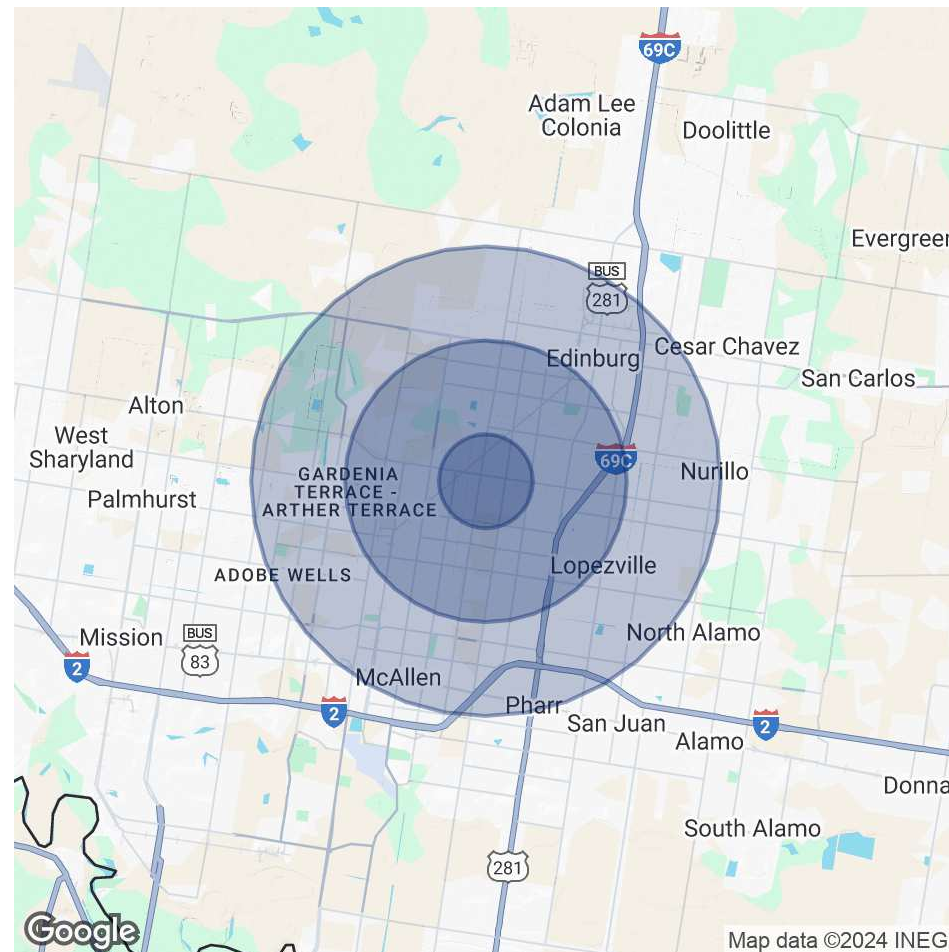 69C
Adam Lee
Colonia
Doolittle
Evergreen
BUS
281
Edinburg
Cesar Chavez
San Carlos
Alton
West
Sharyland
Palmhurst
GARDENIA
TERRACE -
ARTHER TERRACE
69C
Nurillo
ADOBE WELLS
Lopezville
Mission
BUS
83
North Alamo
2
McAllen
2
Pharr
San Juan
2
Alamo
Donna
South Alamo
281
Google
Map data ©2024 INEG